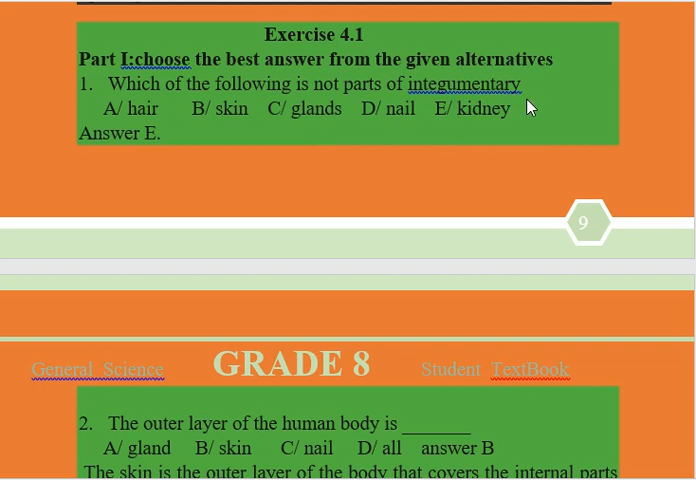 Exercise 4.1
Part I:choose the best answer from the given alternatives
1. Which of the following is not parts of integumentary
A/ hair B/ skin C/ glands D/ nail E/ kidney
Answer E.
9
General Science GRADE 8 Student TextBook
2. The outer layer of the human body is _______
A/ gland B/ skin C/ nail D/ all answer B
The skin is the outer layer of the body that covers the internal parts